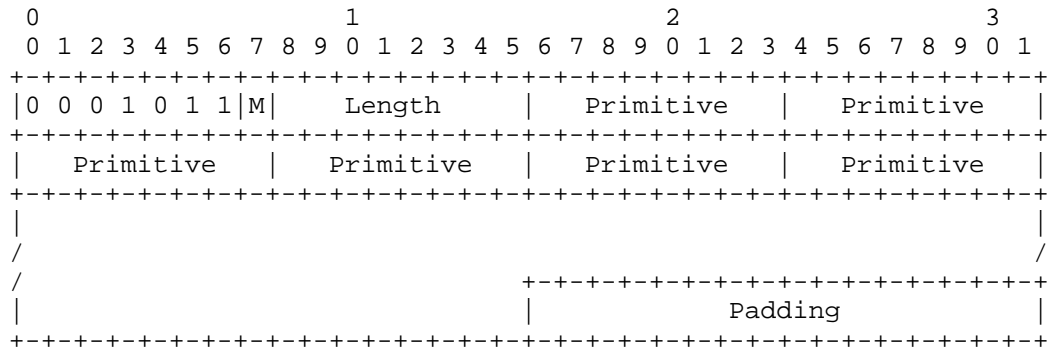 0                   1                   2                   3
 0 1 2 3 4 5 6 7 8 9 0 1 2 3 4 5 6 7 8 9 0 1 2 3 4 5 6 7 8 9 0 1
+-+-+-+-+-+-+-+-+-+-+-+-+-+-+-+-+-+-+-+-+-+-+-+-+-+-+-+-+-+-+-+-+
|0 0 0 1 0 1 1|M|    Length     |   Primitive   |   Primitive   |
+-+-+-+-+-+-+-+-+-+-+-+-+-+-+-+-+-+-+-+-+-+-+-+-+-+-+-+-+-+-+-+-+
|   Primitive   |   Primitive   |   Primitive   |   Primitive   |
+-+-+-+-+-+-+-+-+-+-+-+-+-+-+-+-+-+-+-+-+-+-+-+-+-+-+-+-+-+-+-+-+
|                                                               |
/                                                               /
/                               +-+-+-+-+-+-+-+-+-+-+-+-+-+-+-+-+
|                               |            Padding            |
+-+-+-+-+-+-+-+-+-+-+-+-+-+-+-+-+-+-+-+-+-+-+-+-+-+-+-+-+-+-+-+-+